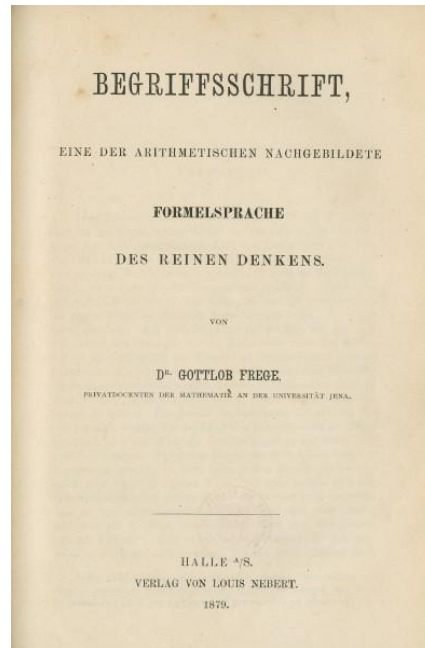 BEGRIFFSSCHRIFT,
EINE DER ARITHMETISCHEN NACHGEBILDETE
FORMELSPRACHE
DES REINEN DENKENS.
VON
DR. GOTTLOB FREGE,
PRIVATDOCENTEN DER MATHEMATIK AN DER UNIVERSITÄT JENA.
HALLE A/S.
VERLAG VON LOUIS NEBERT.
1879.